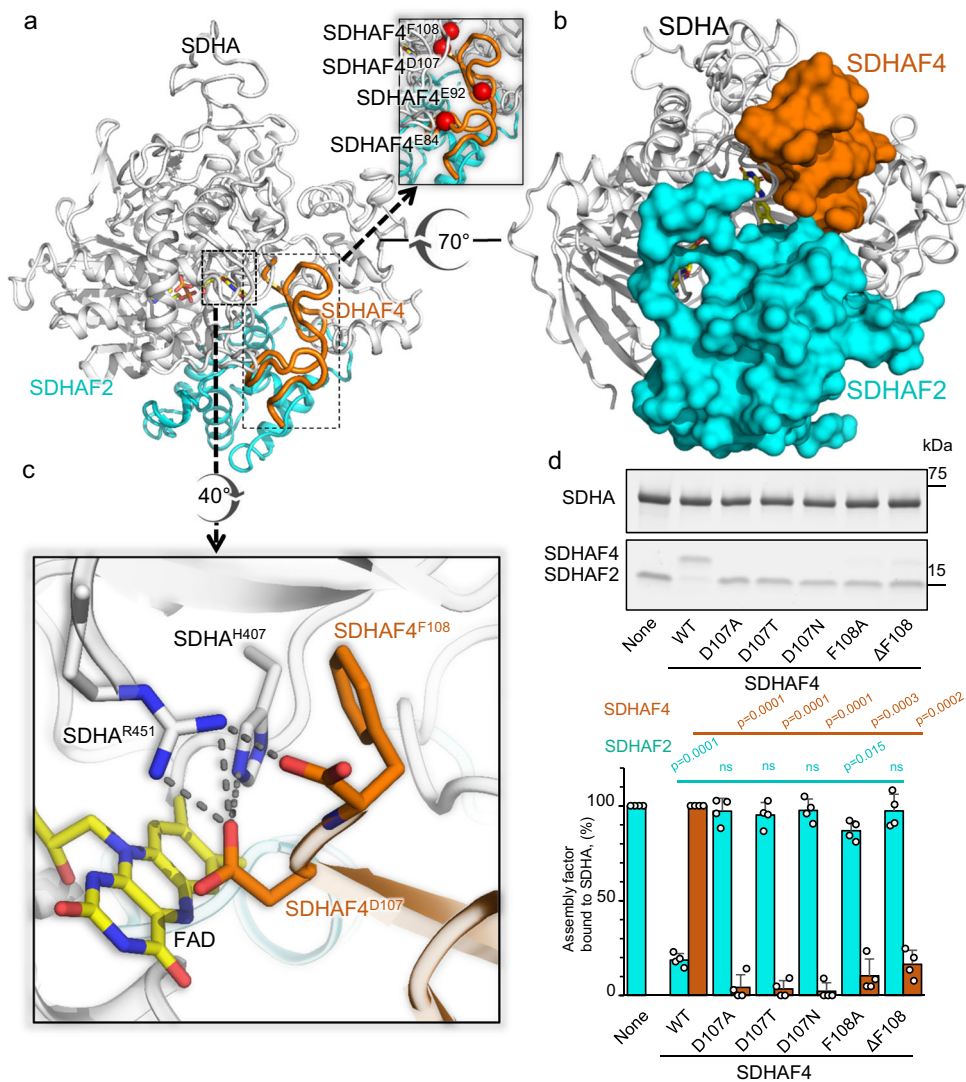 a
SDHA
SDHAF4F108
SDHAF4D107
SDHAF4E92
SDHAF4E84
70°
SDHAF4
SDHAF2
b
SDHA
SDHAF4
SDHAF2
c
40°
SDHAH407
SDHAF4F108
SDHAR451
SDHAF4D107
FAD
d
kDa
SDHA
75
SDHAF4
SDHAF2
15
None
WT
D107A
D107T
D107N
F108A
ΔF108
SDHAF4
SDHAF4
p=0.0001
p=0.0001
p=0.0001
p=0.0003
p=0.0002
SDHAF2
p=0.0001
ns
ns
ns
p=0.015
ns
Assembly factor
bound to SDHA, (%)
100
50
0
None
WT
D107A
D107T
D107N
F108A
ΔF108
SDHAF4